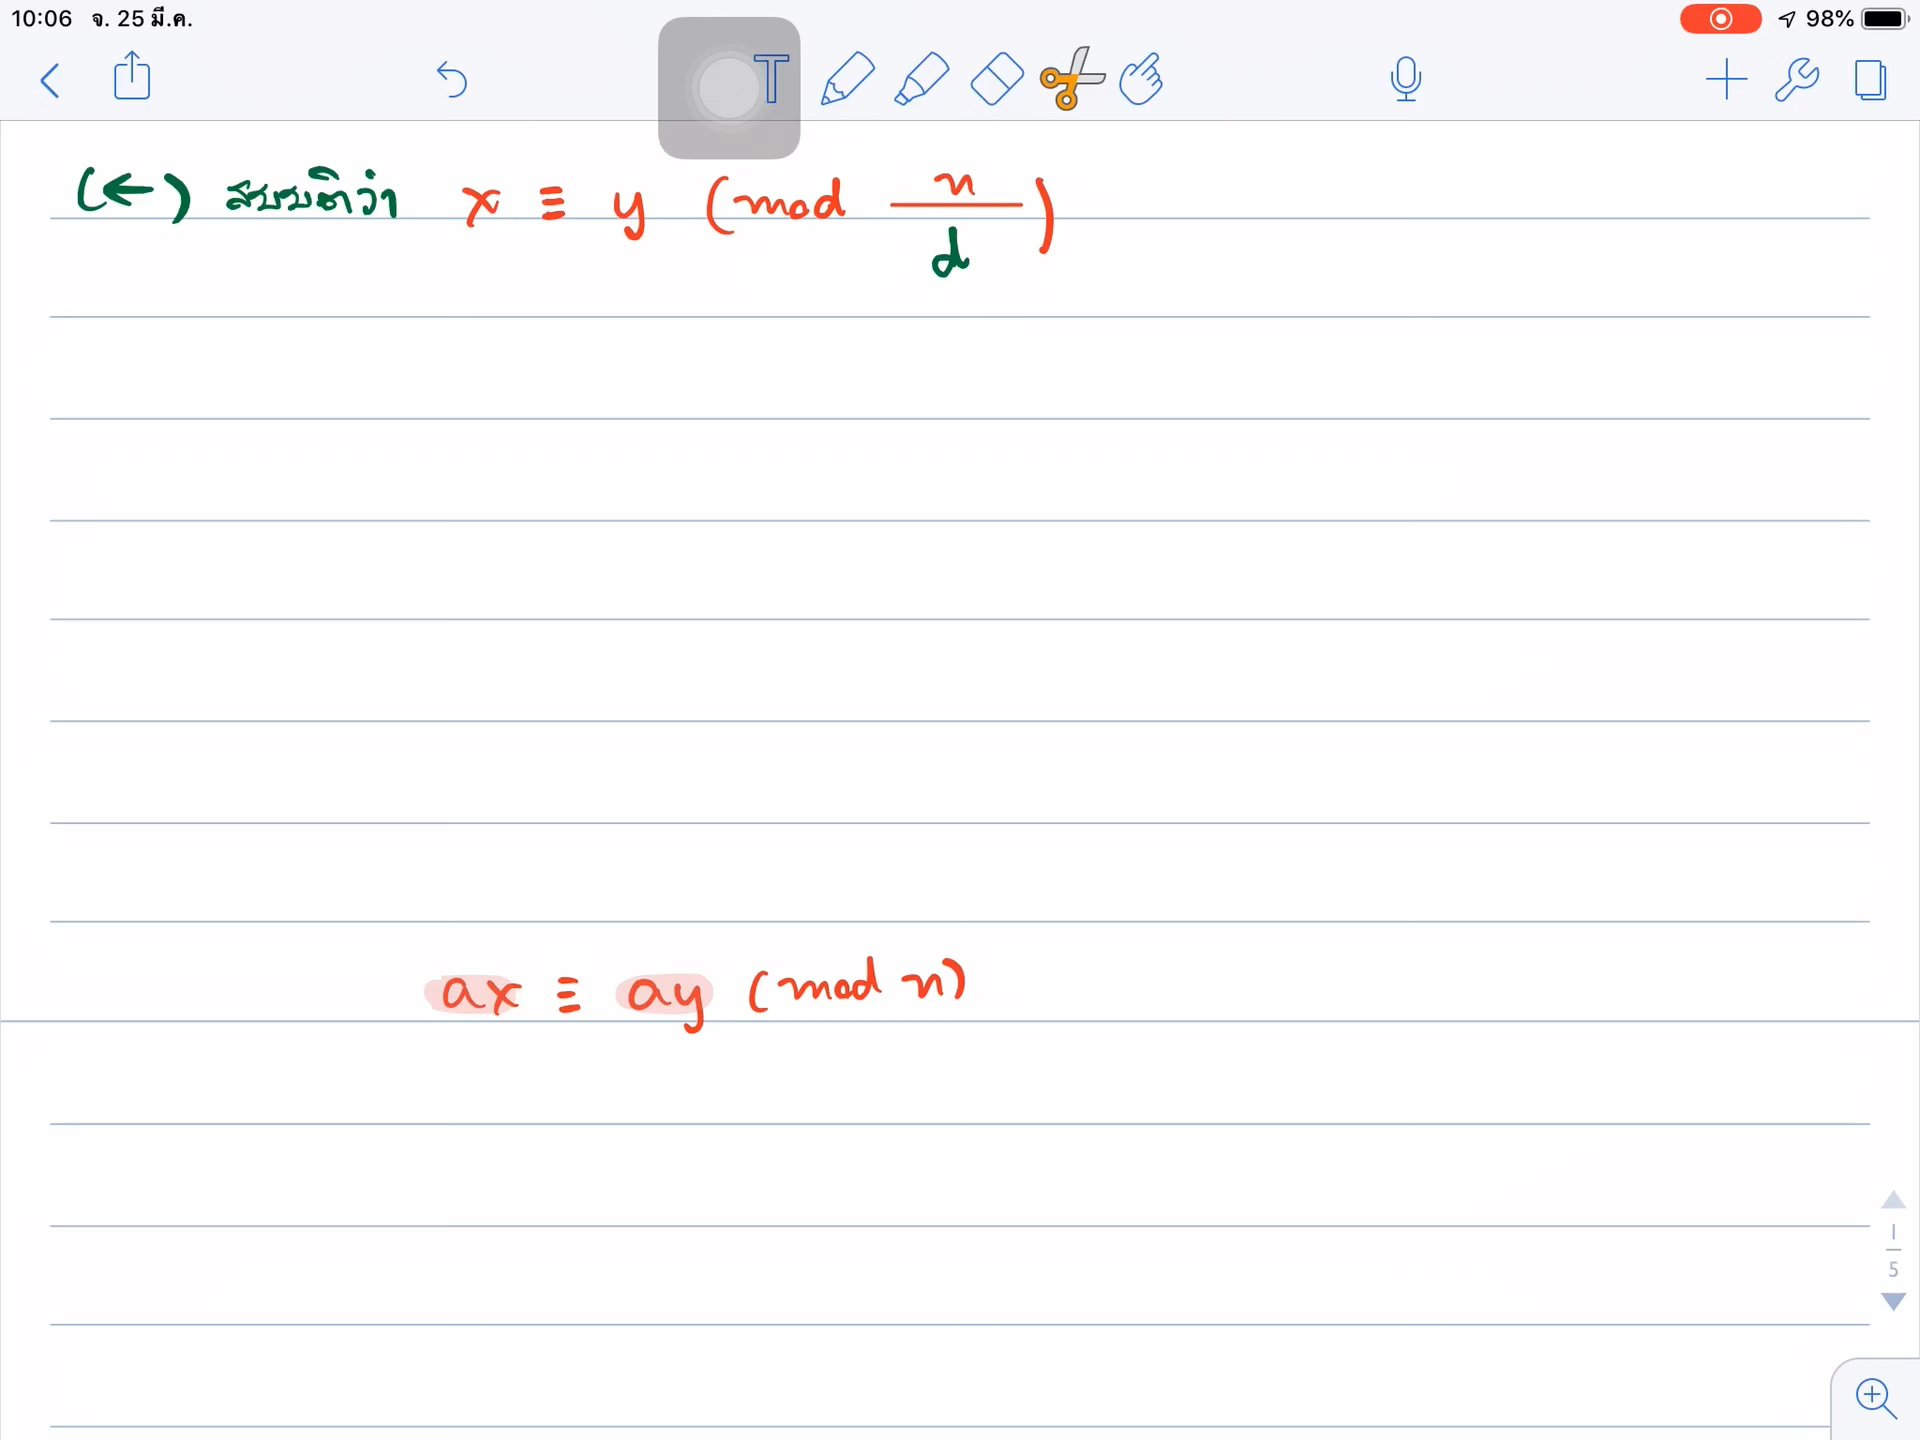 10:06 จ. 25 มี.ค. 98%
T
(←) สมมติว่า x ≡ y (mod n/d)
ax ≡ ay (mod n)
1
5